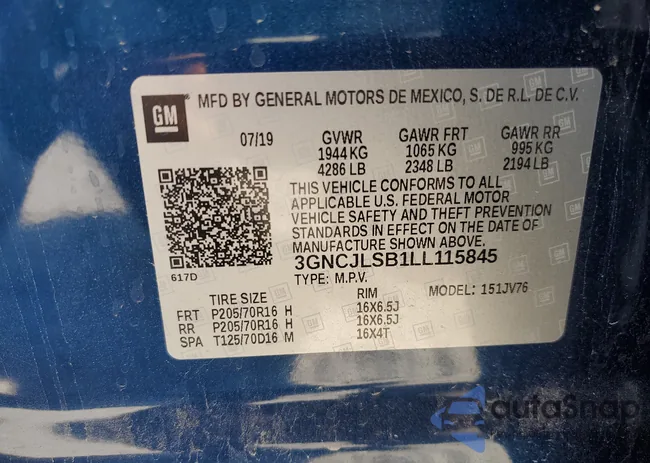 GM MFD BY GENERAL MOTORS DE MEXICO, S. DE R.L. DE C.V.
07/19 GVWR GAWR FRT GAWR RR
1944 KG 1065 KG 995 KG
4286 LB 2348 LB 2194 LB
THIS VEHICLE CONFORMS TO ALL
APPLICABLE U.S. FEDERAL MOTOR
VEHICLE SAFETY AND THEFT PREVENTION
STANDARDS IN EFFECT ON THE DATE OF
MANUFACTURE SHOWN ABOVE.
617D 3GNCJLSB1LL115845
TYPE: M.P.V. MODEL: 151JV76
TIRE SIZE RIM
FRT P205/70R16 H 16X6.5J
RR P205/70R16 H 16X6.5J
SPA T125/70D16 M 16X4T
autoSnap